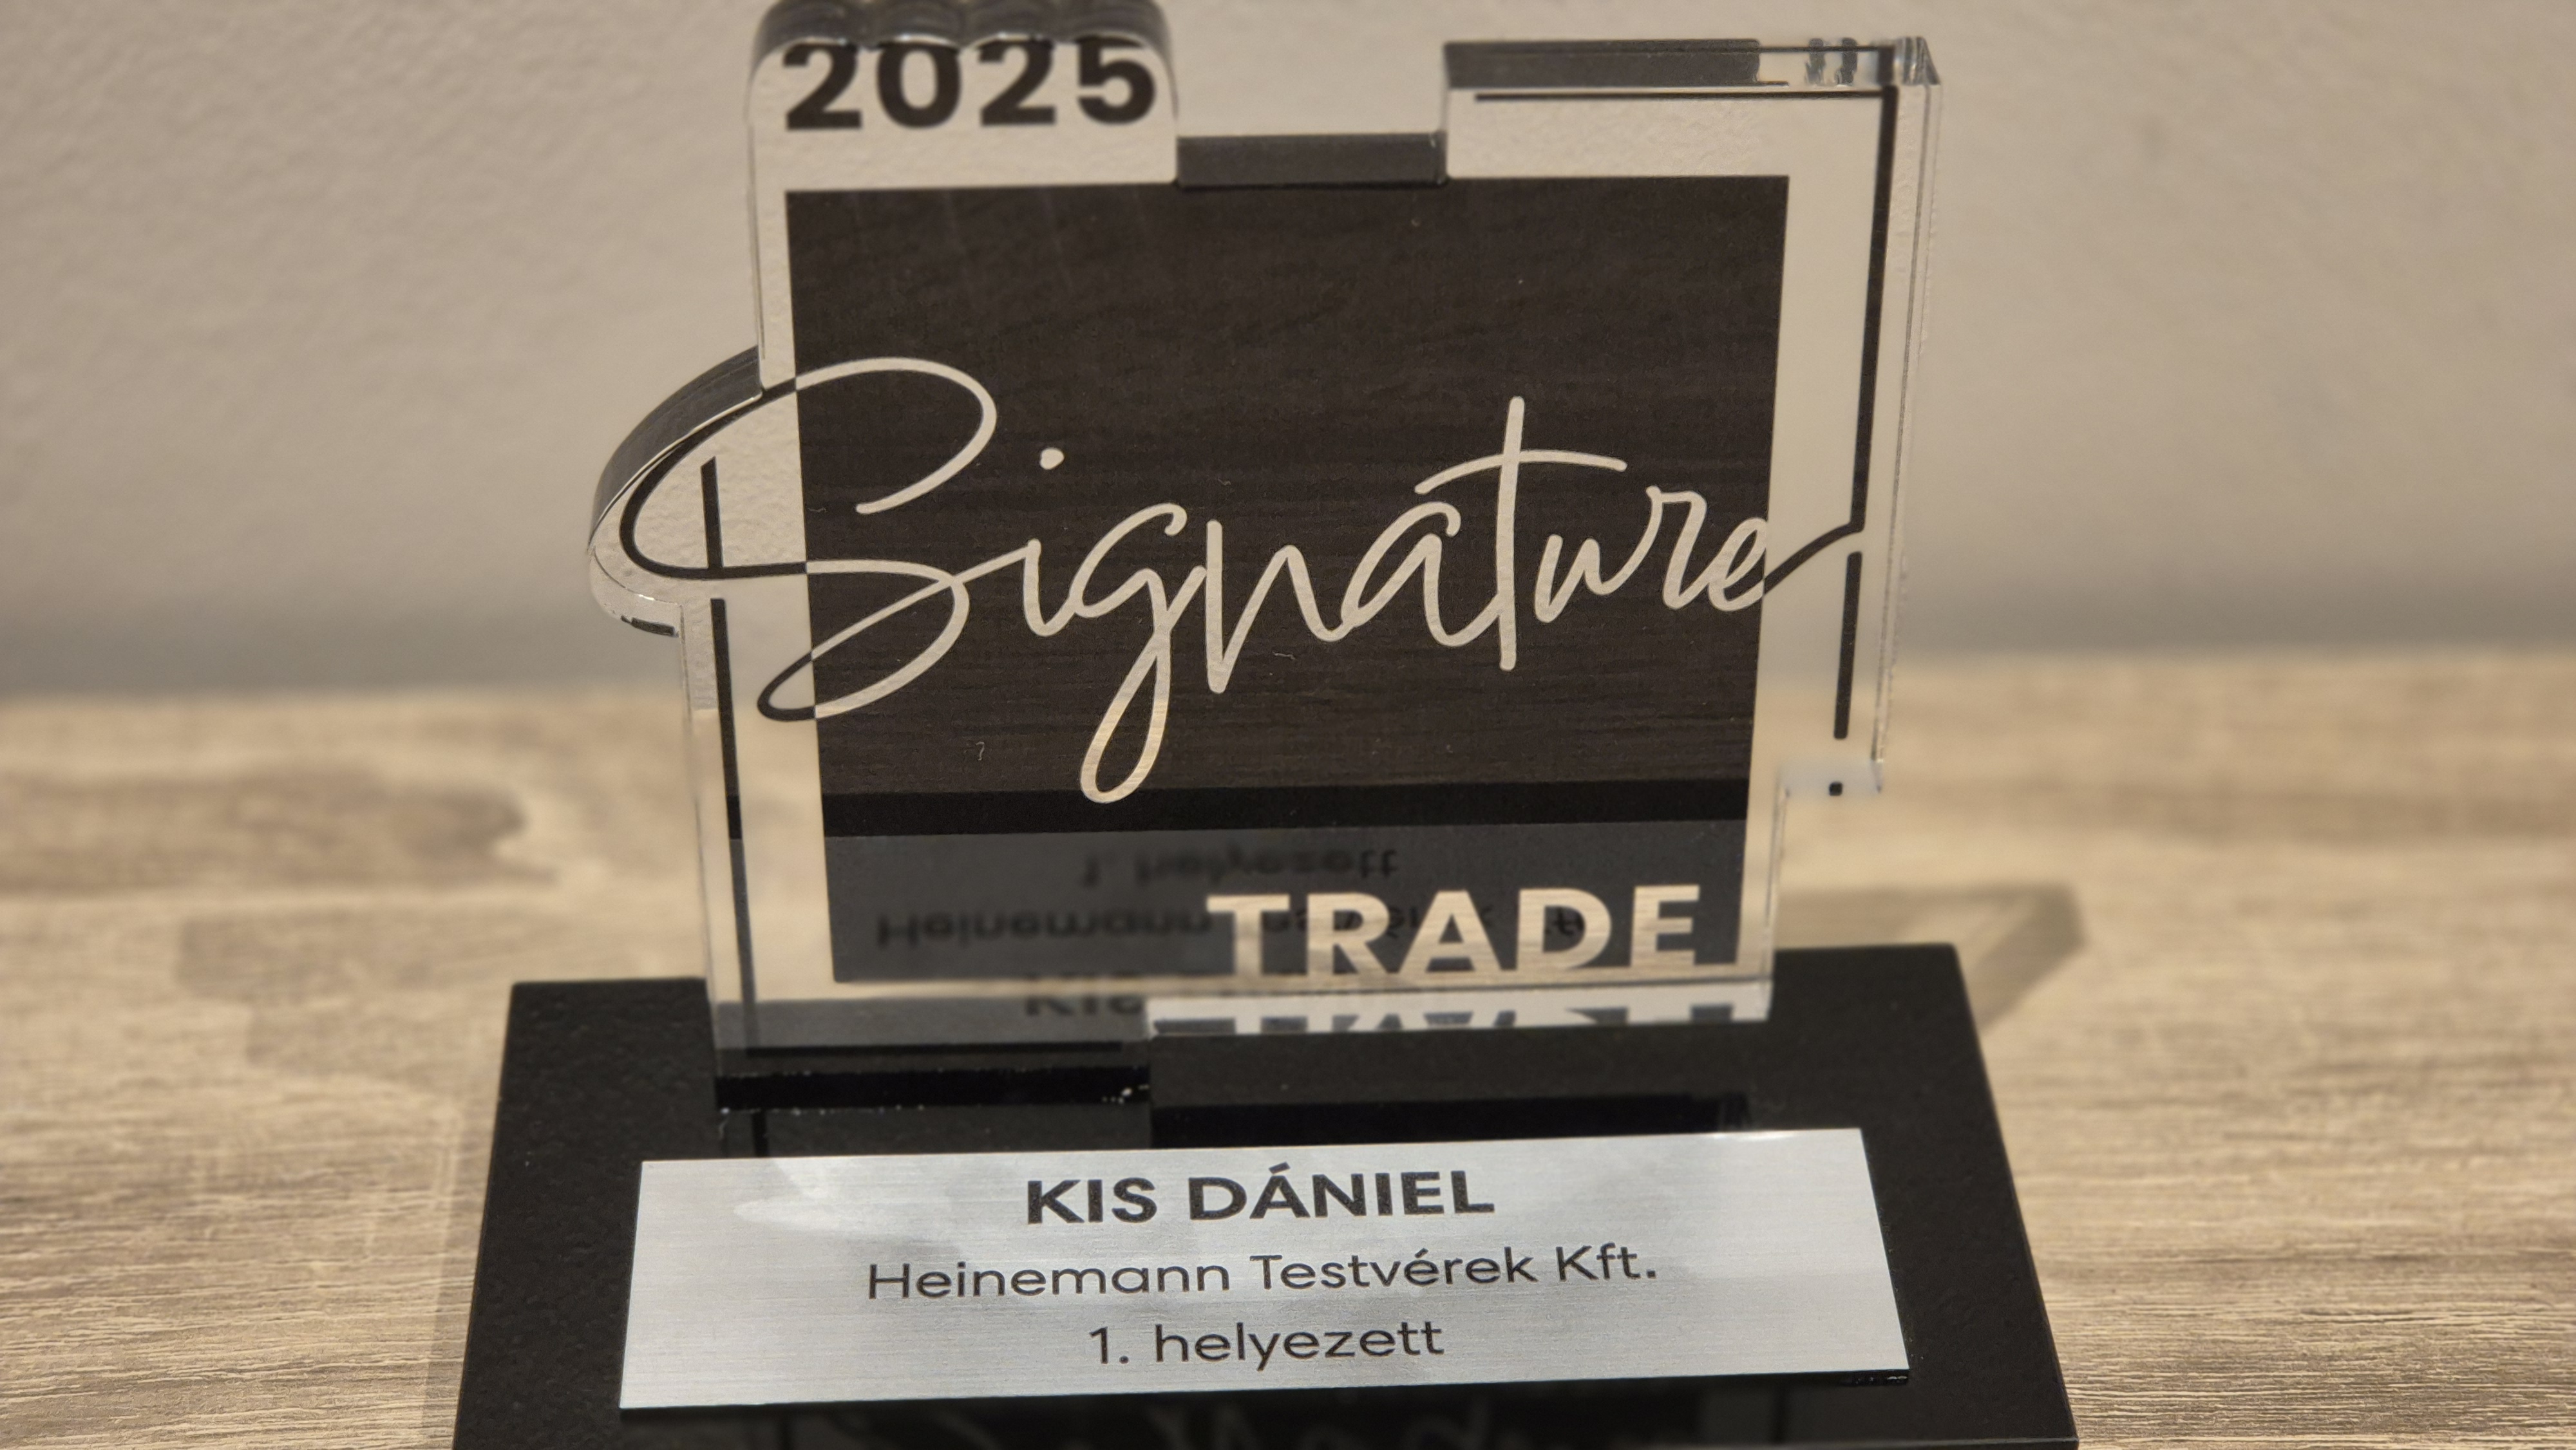 2025
Signature
TRADE
KIS DÁNIEL
Heinemann Testvérek Kft.
1. helyezett